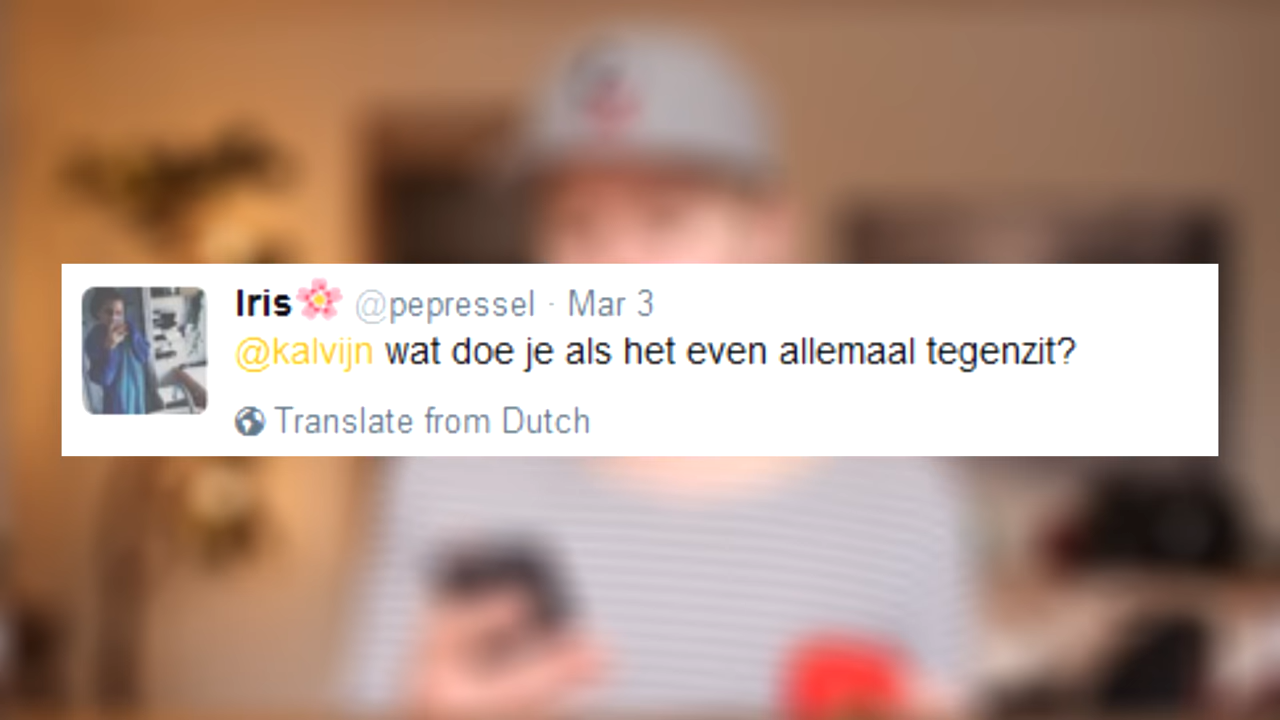 Iris🌸 @pepressel · Mar 3
@kalvijn wat doe je als het even allemaal tegenzit?
Translate from Dutch